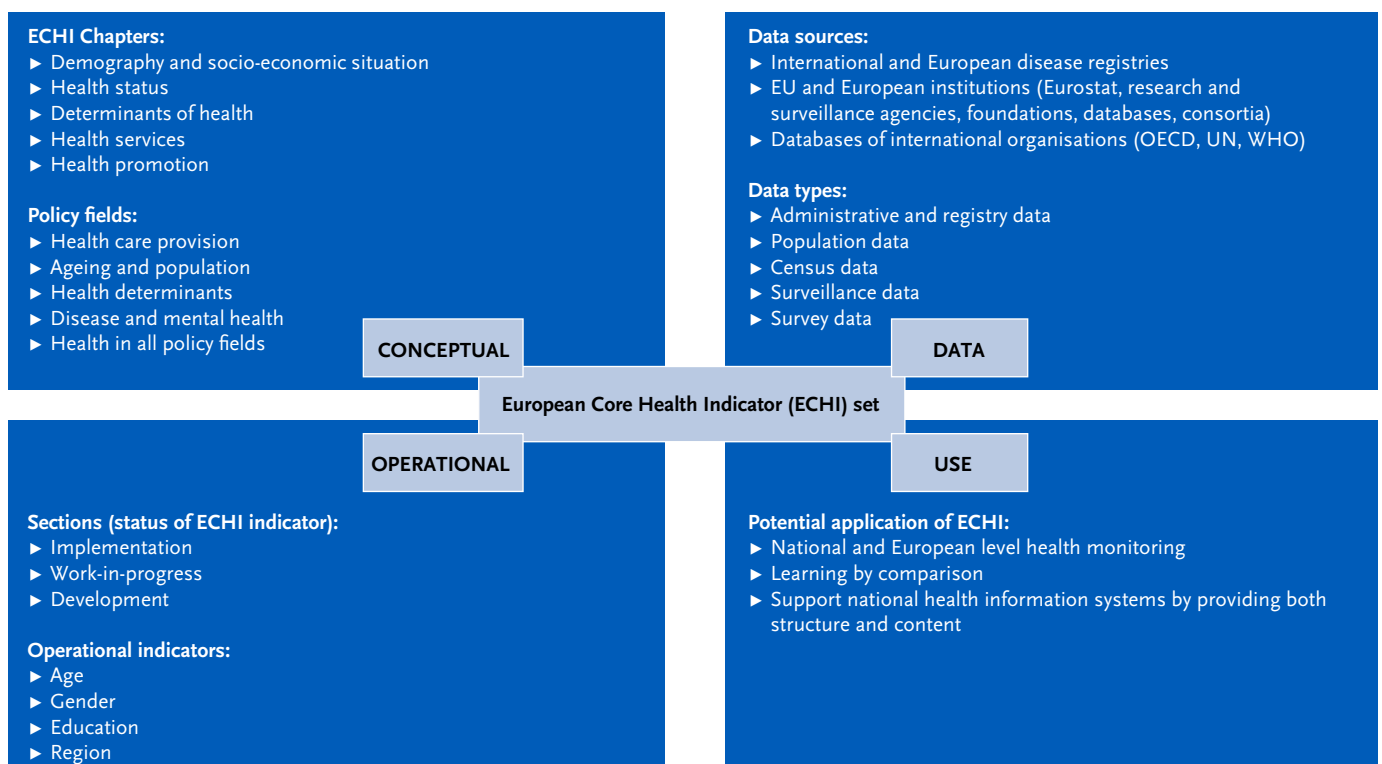 ECHI Chapters:
► Demography and socio-economic situation
► Health status
► Determinants of health
► Health services
► Health promotion
Policy fields:
► Health care provision
► Ageing and population
► Health determinants
► Disease and mental health
► Health in all policy fields
CONCEPTUAL
Data sources:
► International and European disease registries
► EU and European institutions (Eurostat, research and
surveillance agencies, foundations, databases, consortia)
► Databases of international organisations (OECD, UN, WHO)
Data types:
► Administrative and registry data
► Population data
► Census data
► Surveillance data
► Survey data
DATA
European Core Health Indicator (ECHI) set
OPERATIONAL
Sections (status of ECHI indicator):
► Implementation
► Work-in-progress
► Development
Operational indicators:
► Age
► Gender
► Education
► Region
USE
Potential application of ECHI:
► National and European level health monitoring
► Learning by comparison
► Support national health information systems by providing both
structure and content